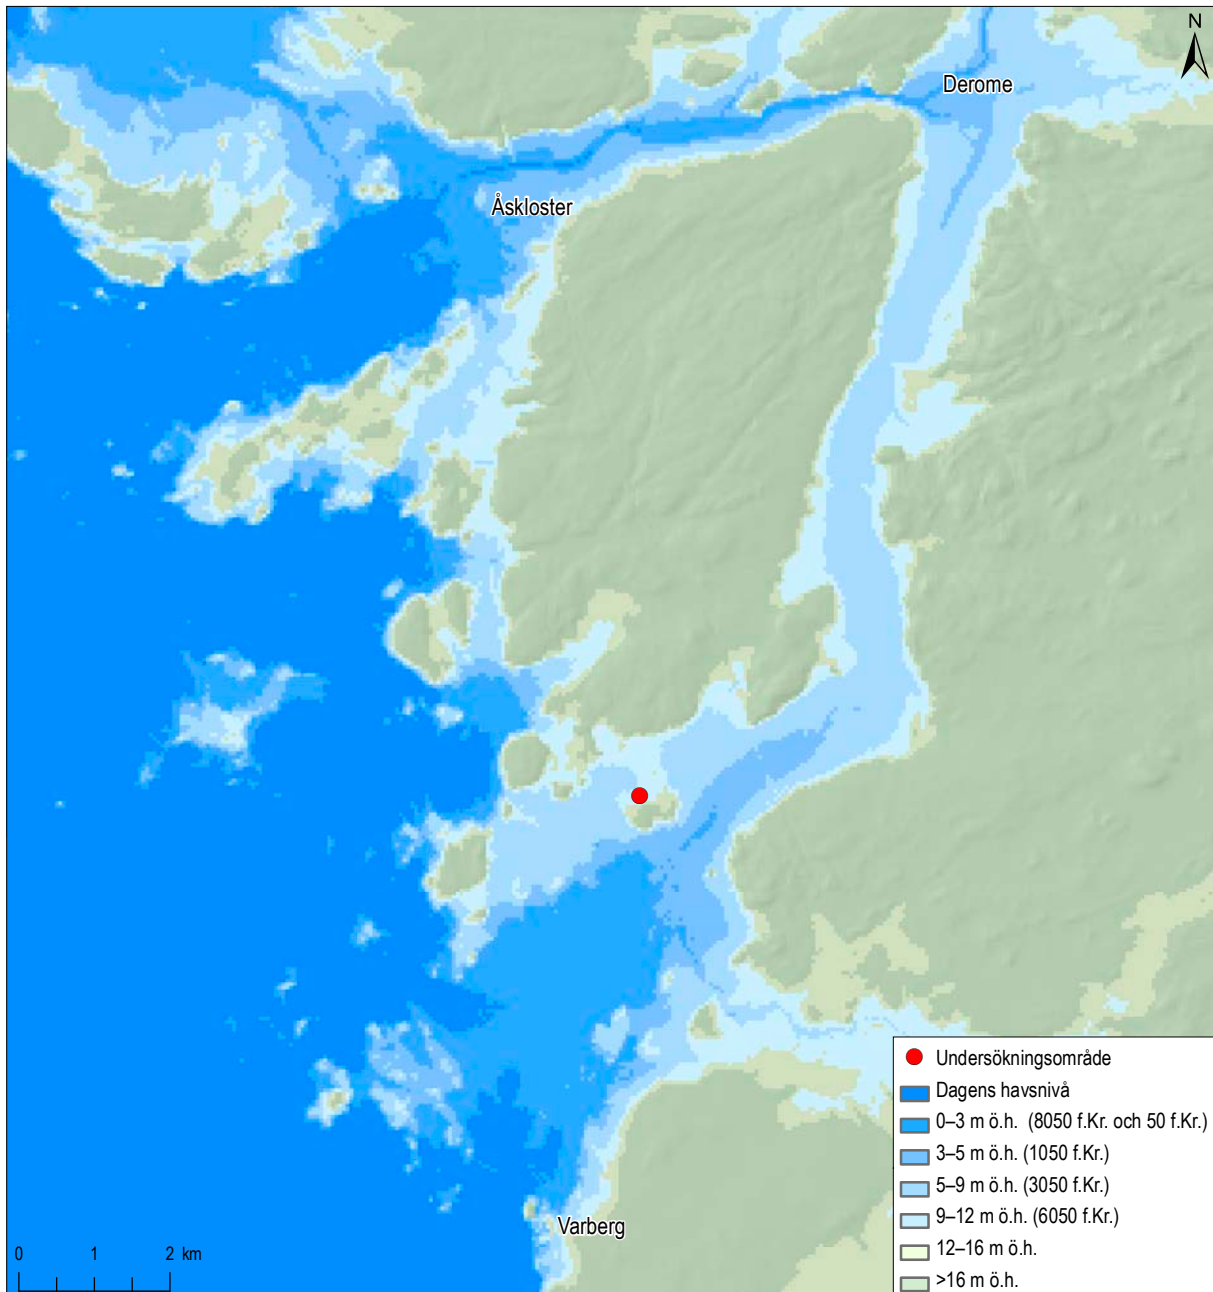 N
Derome
Åskloster
Undersökningsområde
Dagens havsnivå
0–3 m ö.h. (8050 f.Kr. och 50 f.Kr.)
3–5 m ö.h. (1050 f.Kr.)
5–9 m ö.h. (3050 f.Kr.)
9–12 m ö.h. (6050 f.Kr.)
12–16 m ö.h.
>16 m ö.h.
Varberg
0 1 2 km